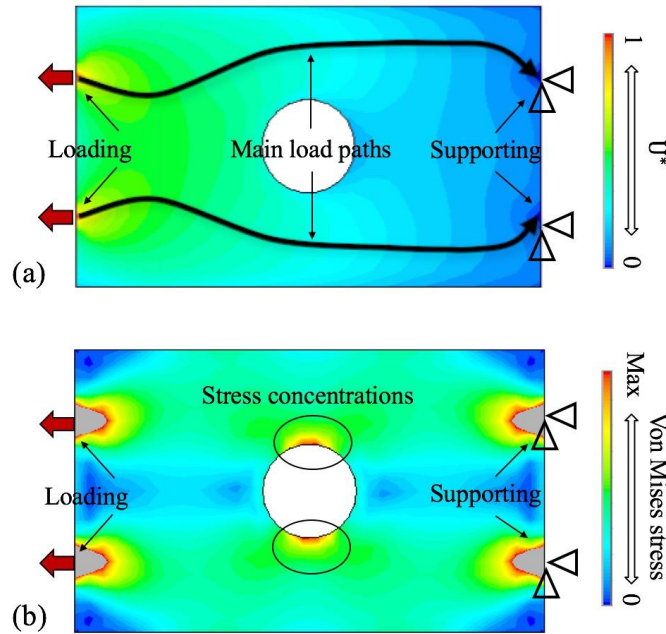 1
Loading
Main load paths
Supporting
U*
0
(a)
Max
Stress concentrations
Von Mises stress
Loading
Supporting
0
(b)